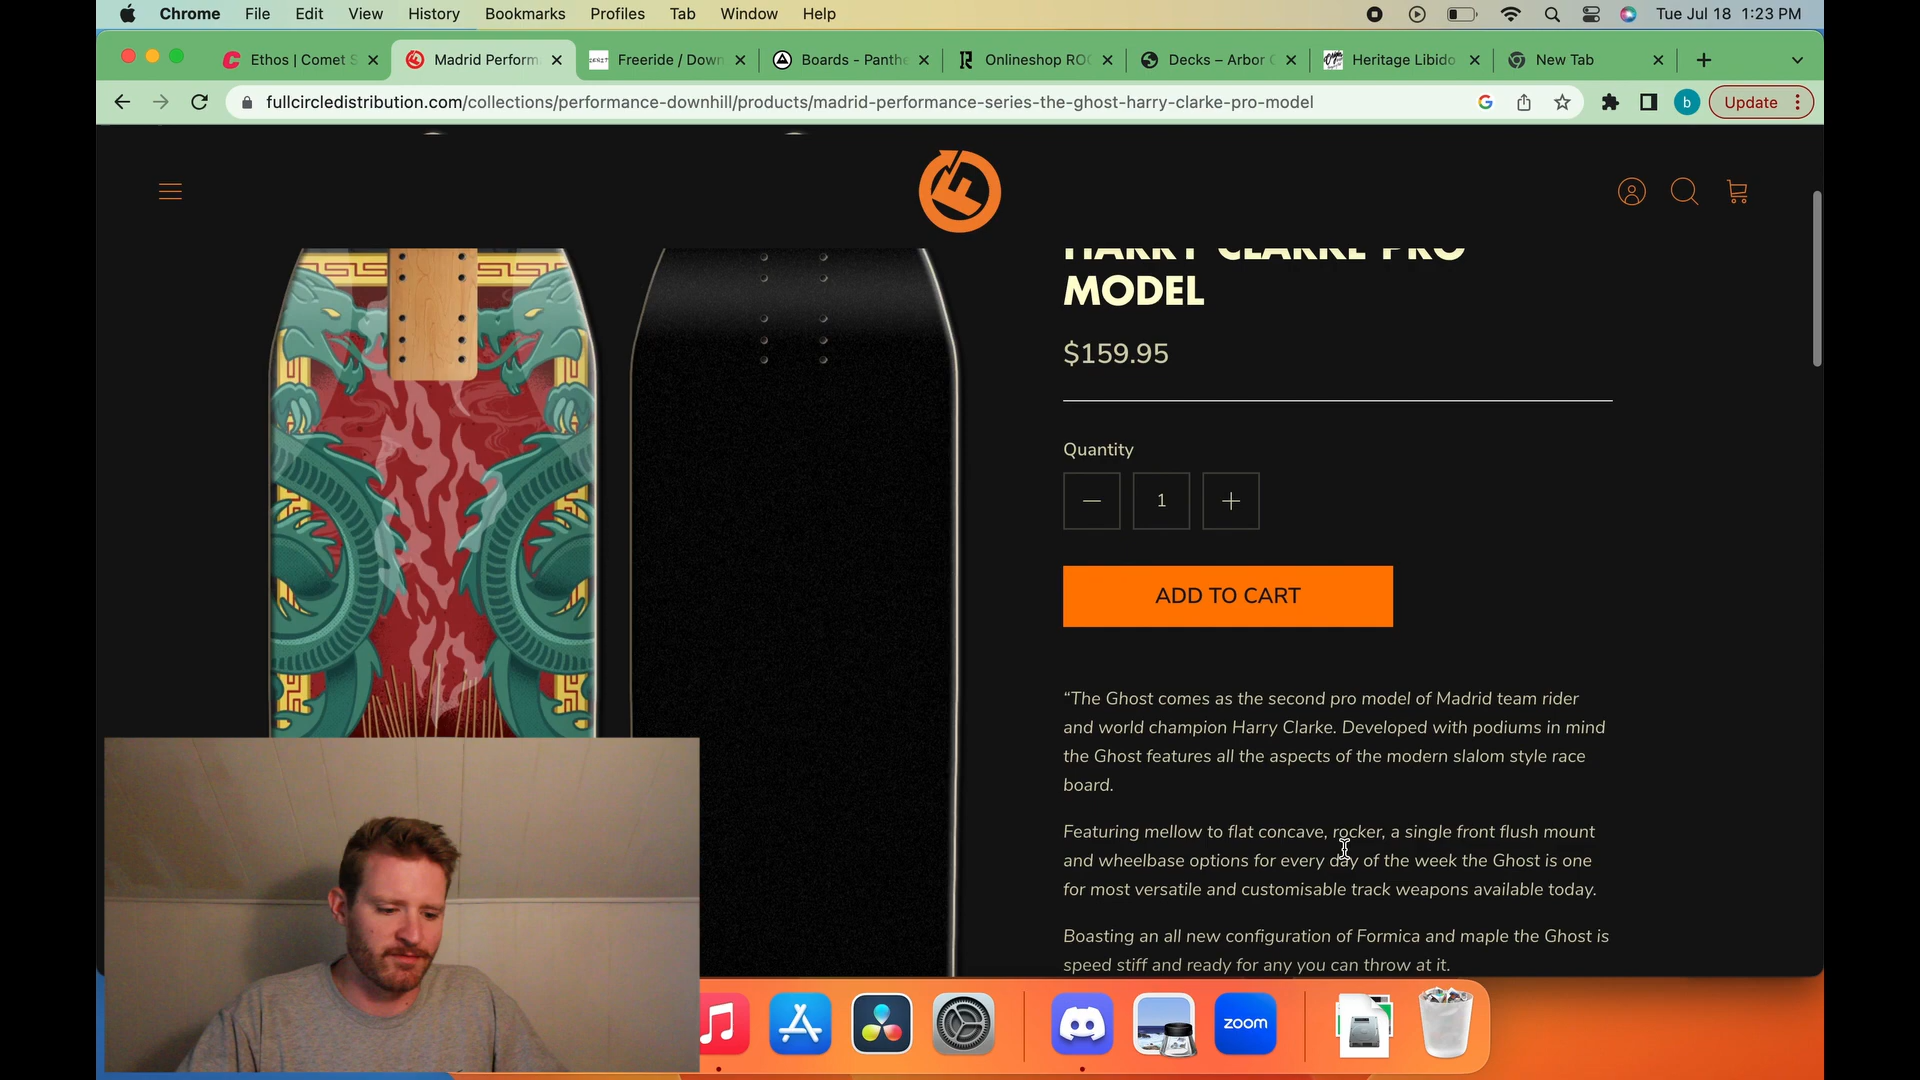 Chrome File Edit View History Bookmarks Profiles Tab Window Help Tue Jul 18 1:23 PM
Ethos | Comet S Madrid Perform Freeride / Down Boards - Panthe Onlineshop ROC Decks – Arbor C Heritage Libido New Tab
fullcircledistribution.com/collections/performance-downhill/products/madrid-performance-series-the-ghost-harry-clarke-pro-model b Update
HARRY CLARKE PRO
MODEL
$159.95
Quantity
1
ADD TO CART
“The Ghost comes as the second pro model of Madrid team rider
and world champion Harry Clarke. Developed with podiums in mind
the Ghost features all the aspects of the modern slalom style race
board.
Featuring mellow to flat concave, rocker, a single front flush mount
and wheelbase options for every day of the week the Ghost is one
for most versatile and customisable track weapons available today.
Boasting an all new configuration of Formica and maple the Ghost is
speed stiff and ready for any you can throw at it.
zoom